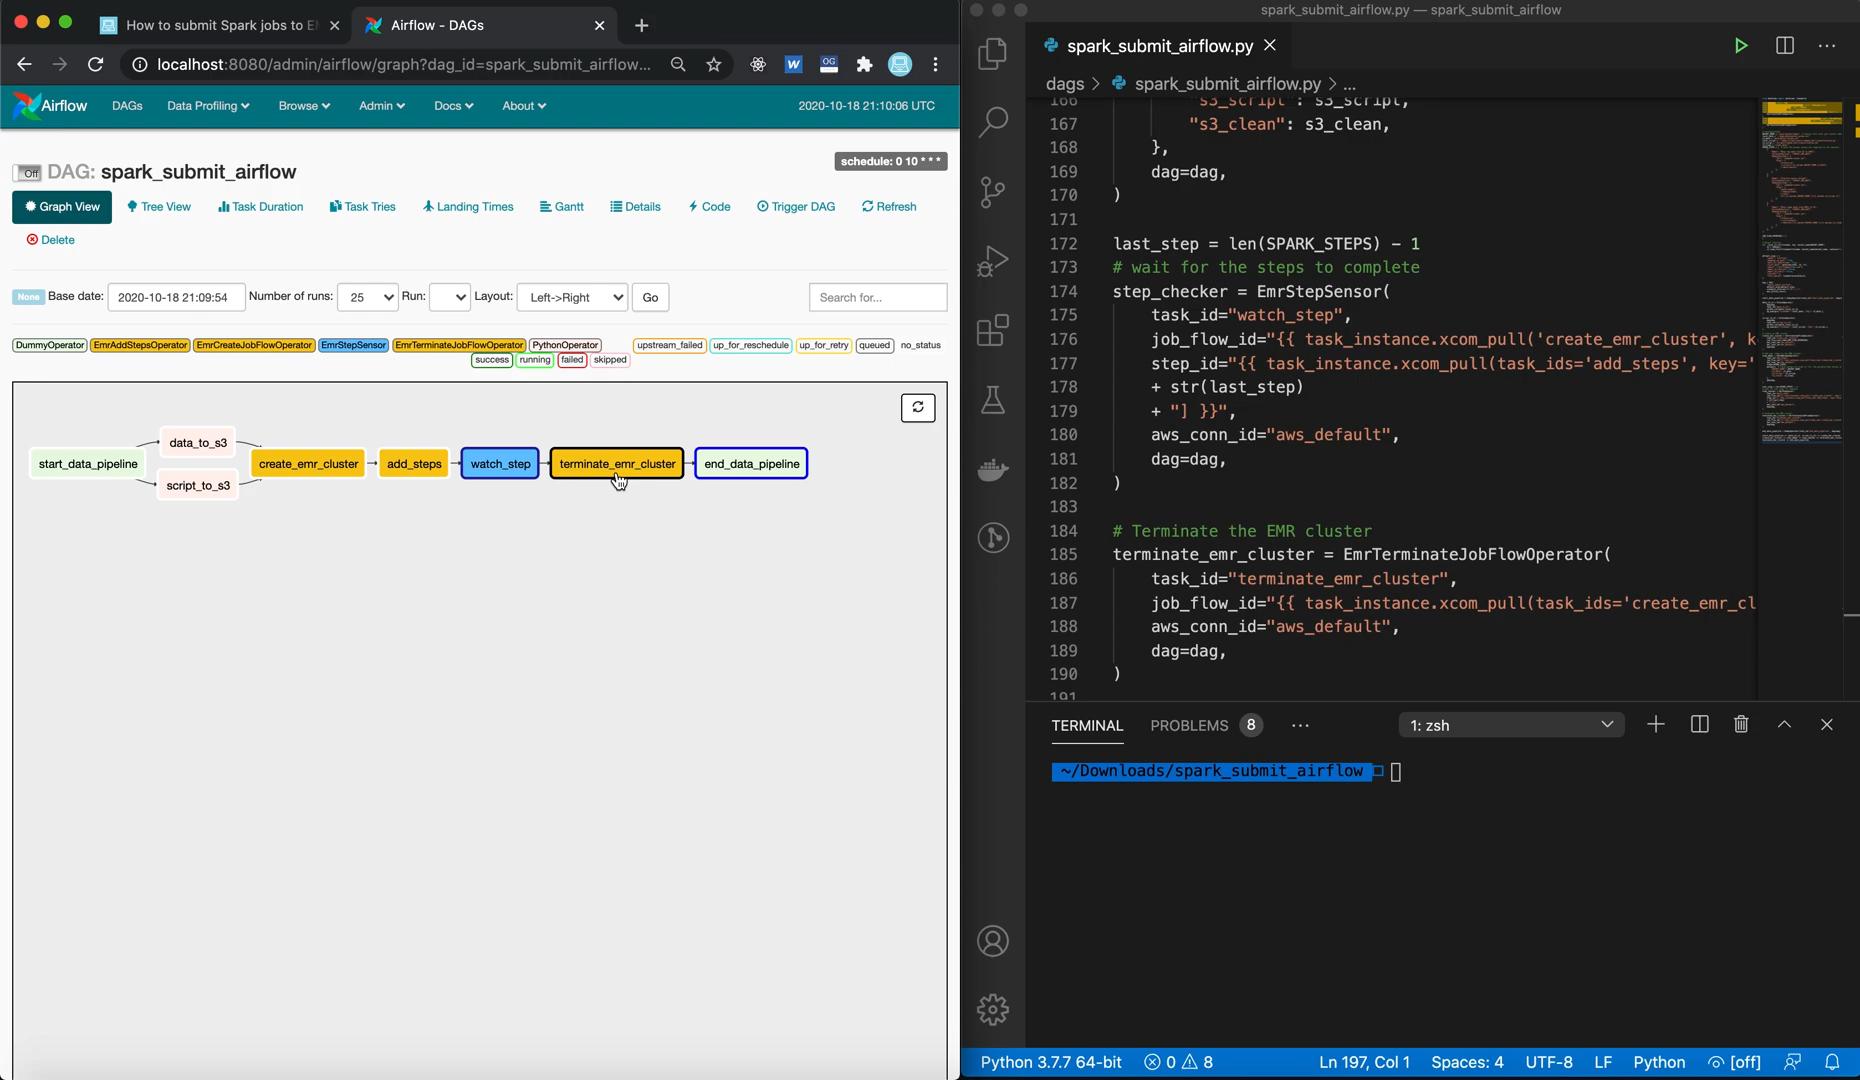 How to submit Spark jobs to EM
Airflow - DAGs
localhost:8080/admin/airflow/graph?dag_id=spark_submit_airflow...
Airflow
DAGs
Data Profiling
Browse
Admin
Docs
About
2020-10-18 21:10:06 UTC
Off
DAG: spark_submit_airflow
schedule: 0 10 * * *
Graph View
Tree View
Task Duration
Task Tries
Landing Times
Gantt
Details
Code
Trigger DAG
Refresh
Delete
None Base date: 2020-10-18 21:09:54 Number of runs: 25 Run: Layout: Left->Right Go Search for...
DummyOperator EmrAddStepsOperator EmrCreateJobFlowOperator EmrStepSensor EmrTerminateJobFlowOperator PythonOperator
upstream_failed up_for_reschedule up_for_retry queued no_status
success running failed skipped
start_data_pipeline
data_to_s3
script_to_s3
create_emr_cluster
add_steps
watch_step
terminate_emr_cluster
end_data_pipeline
spark_submit_airflow.py — spark_submit_airflow
spark_submit_airflow.py
dags > spark_submit_airflow.py > ...
166 "s3_script": s3_script,
167 "s3_clean": s3_clean,
168 },
169 dag=dag,
170 )
171
172 last_step = len(SPARK_STEPS) - 1
173 # wait for the steps to complete
174 step_checker = EmrStepSensor(
175 task_id="watch_step",
176 job_flow_id="{{ task_instance.xcom_pull('create_emr_cluster', k
177 step_id="{{ task_instance.xcom_pull(task_ids='add_steps', key='
178 + str(last_step)
179 + "] }}",
180 aws_conn_id="aws_default",
181 dag=dag,
182 )
183
184 # Terminate the EMR cluster
185 terminate_emr_cluster = EmrTerminateJobFlowOperator(
186 task_id="terminate_emr_cluster",
187 job_flow_id="{{ task_instance.xcom_pull(task_ids='create_emr_cl
188 aws_conn_id="aws_default",
189 dag=dag,
190 )
191
TERMINAL
PROBLEMS 8
1: zsh
~/Downloads/spark_submit_airflow
Python 3.7.7 64-bit
0
8
Ln 197, Col 1
Spaces: 4
UTF-8
LF
Python
[off]